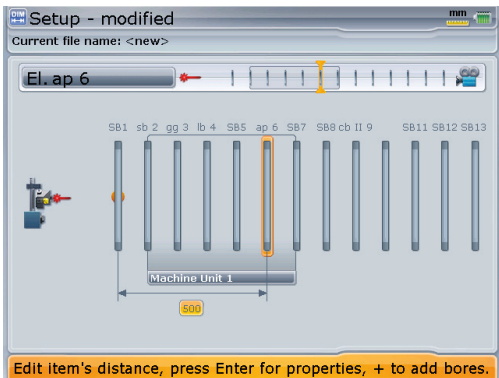 DIM
Setup - modified
mm
Current file name: <new>
El. ap 6
SB1 sb 2 gg 3 lb 4 SB5 ap 6 SB7 SB8 cb II 9 SB11 SB12 SB13
Machine Unit 1
500
Edit item's distance, press Enter for properties, + to add bores.